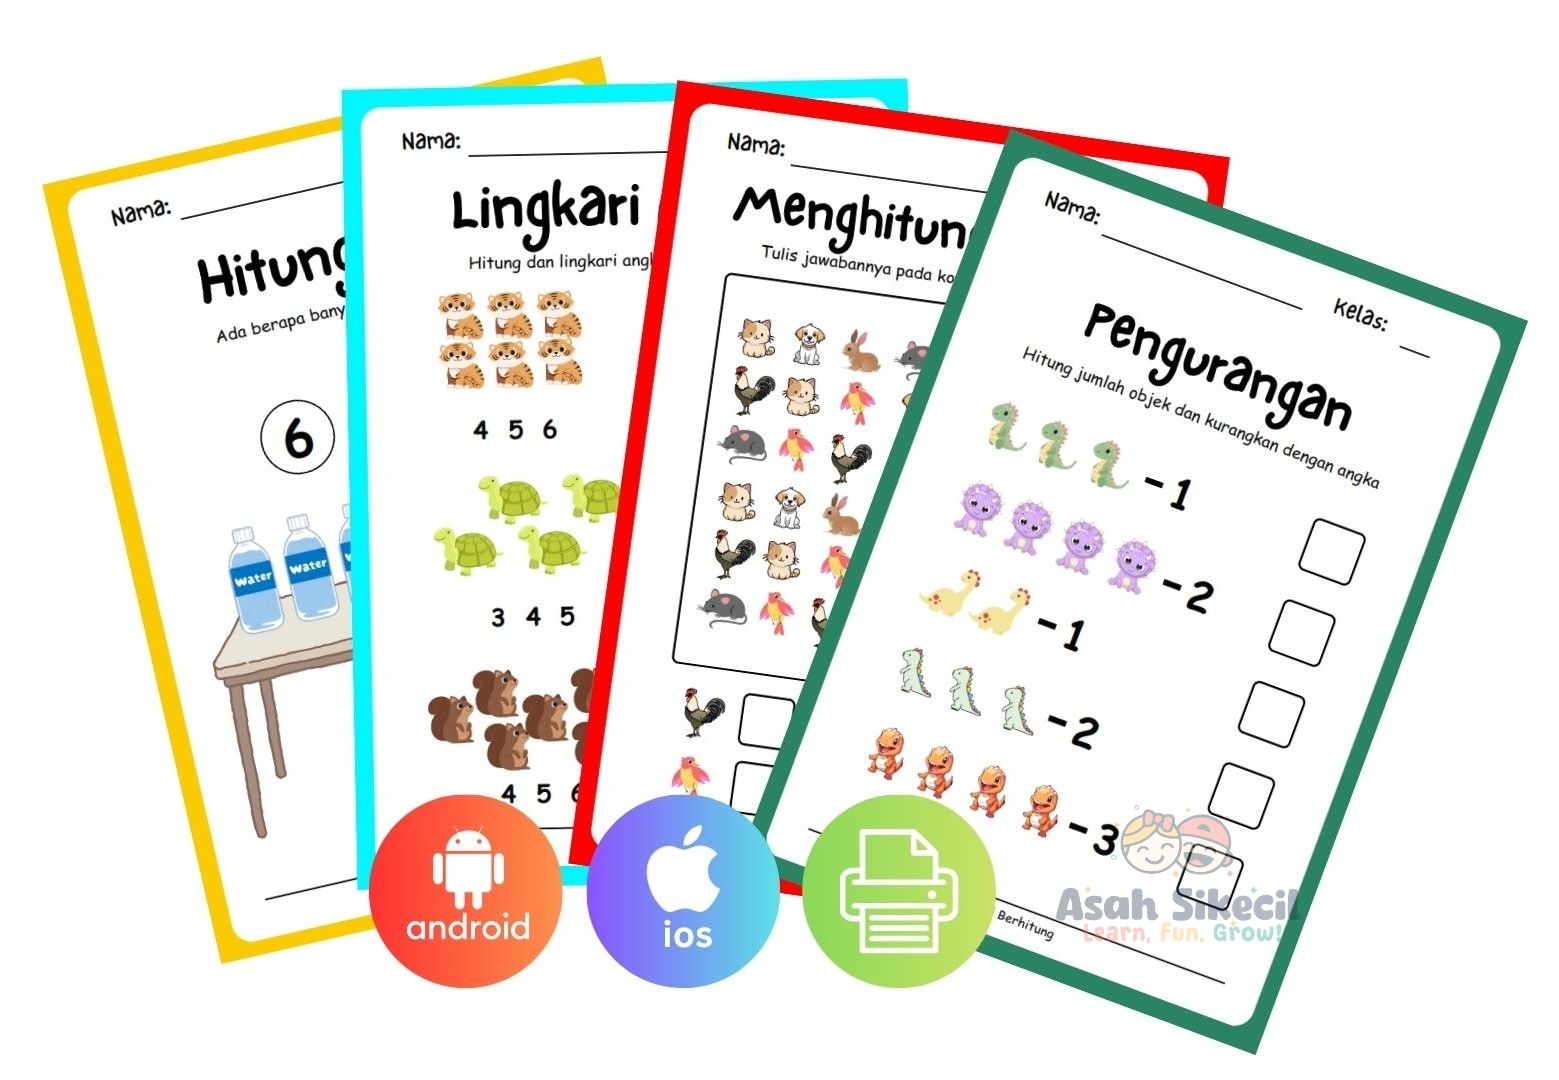 Nama:
Hitung
Ada berapa bany
6
Water
Water
Nama:
Lingkari
Hitung dan lingkari angk
4 5 6
3 4 5
4 5 6
Nama:
Menghitung
Tulis jawabannya pada ko
Nama:
Kelas:
Pengurangan
Hitung jumlah objek dan kurangkan dengan angka
-1
-2
-1
-2
-3
Berhitung
android
ios
Asah Sikecil
Learn, Fun, Grow!